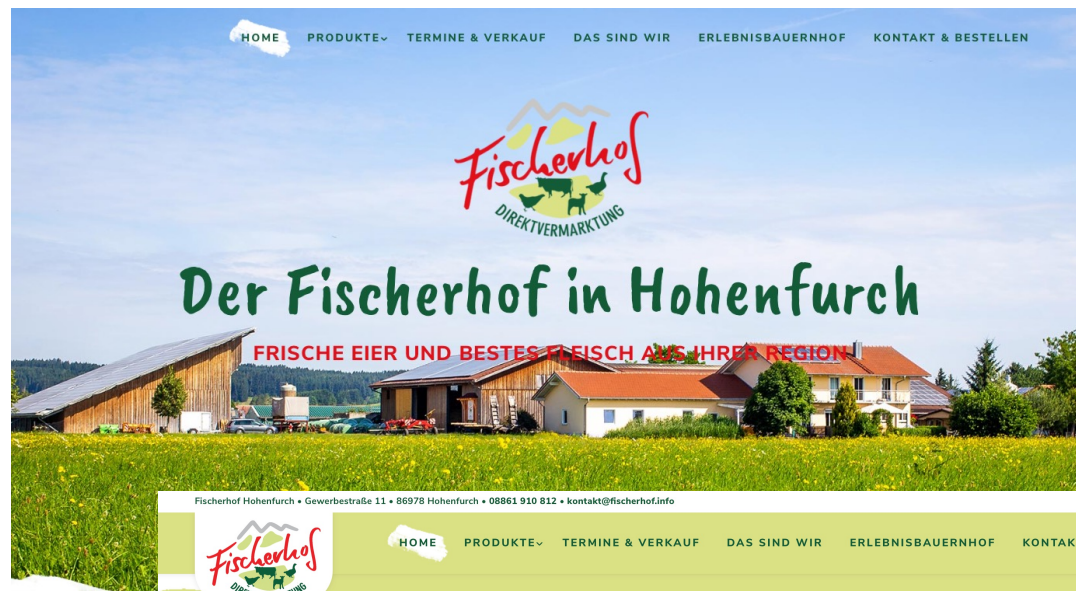 HOME PRODUKTE TERMINE & VERKAUF DAS SIND WIR ERLEBNISBAUERNHOF KONTAKT & BESTELLEN
Fischerhof
DIREKTVERMARKTUNG
Der Fischerhof in Hohenfurch
FRISCHE EIER UND BESTES FLEISCH AUS IHRER REGION
Fischerhof Hohenfurch • Gewerbestraße 11 • 86978 Hohenfurch • 08861 910 812 • kontakt@fischerhof.info
Fischerhof
HOME PRODUKTE TERMINE & VERKAUF DAS SIND WIR ERLEBNISBAUERNHOF KONTAK